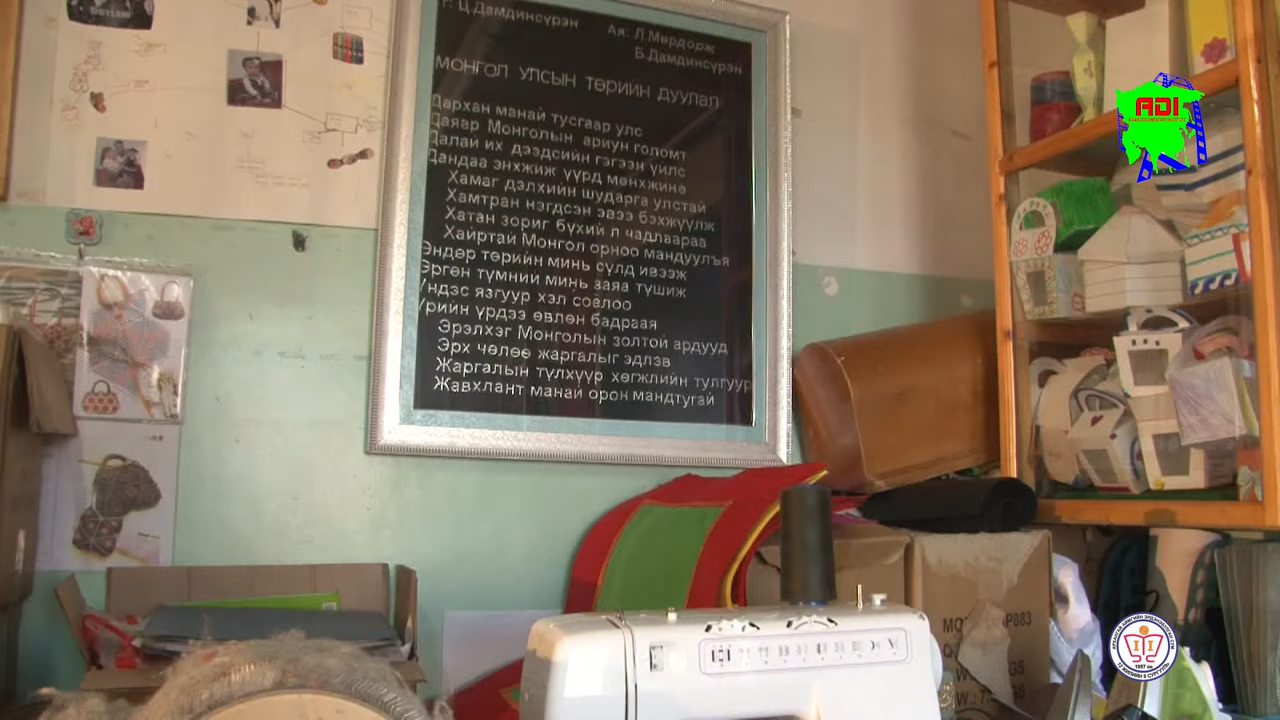 Г: Ц.Дамдинсүрэн
Ая: Л.Мөрдорж
Б.Дамдинсүрэн
МОНГОЛ УЛСЫН ТӨРИЙН ДУУЛАЛ
Дархан манай тусгаар улс
Даяар Монголын ариун голомт
Далай их дээдсийн гэгээн үйлс
Дандаа энхжиж үүрд мөнхжинө
Хамаг дэлхийн шударга улстай
Хамтран нэгдсэн эвээ бэхжүүлж
Хатан зориг бүхий л чадлаараа
Хайртай Монгол орноо мандуулъя
Өндөр төрийн минь сүлд ивээж
Өргөн түмний минь заяа түшиж
Үндэс язгуур хэл соёлоо
Үрийн үрдээ өвлөн бадраая
Эрэлхэг Монголын золтой ардууд
Эрх чөлөө жаргалыг эдлэв
Жаргалын түлхүүр хөгжлийн тулгуур
Жавхлант манай орон мандтугай
ADI
P883
1957 он